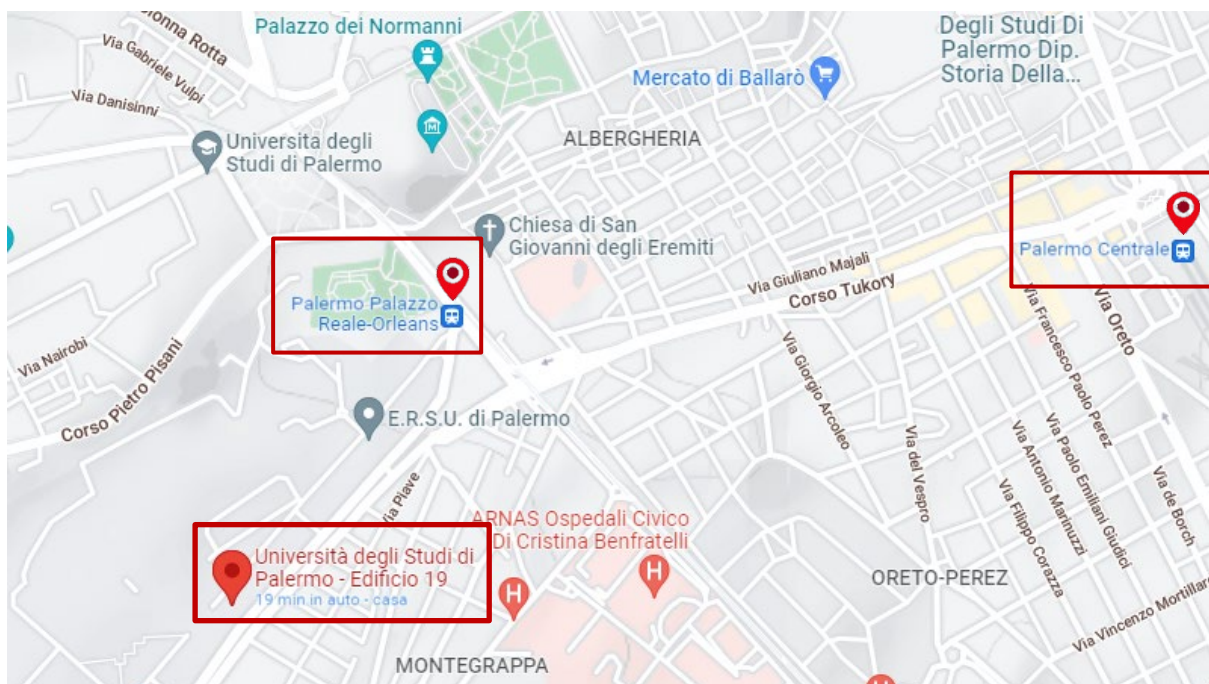 Palazzo dei Normanni
Degli Studi Di
Palermo Dip.
Storia Della...
Rotta
Via Gabriele Vulpi
Mercato di Ballarò
Via Danisinni
Università degli
Studi di Palermo
ALBERGHERIA
Chiesa di San
Giovanni degli Eremiti
Palermo Centrale
Palermo Palazzo
Reale-Orleans
Via Giuliano Majali
Corso Tukory
Via Nairobi
Corso Pietro Pisani
Via Oreto
Via Francesco Paolo Perez
Via Giorgio Arcoleo
E.R.S.U. di Palermo
Via del Vespro
Via Antonio Marinuzzi
Via Paolo Emiliani Giudici
Via Filippo Corazza
Via de Borch
Via Piave
ARNAS Ospedali Civico
Di Cristina Benfratelli
H
H
Università degli Studi di
Palermo - Edificio 19
19 min in auto - casa
ORETO-PEREZ
Via Vincenzo Mortillaro
MONTEGRAPPA